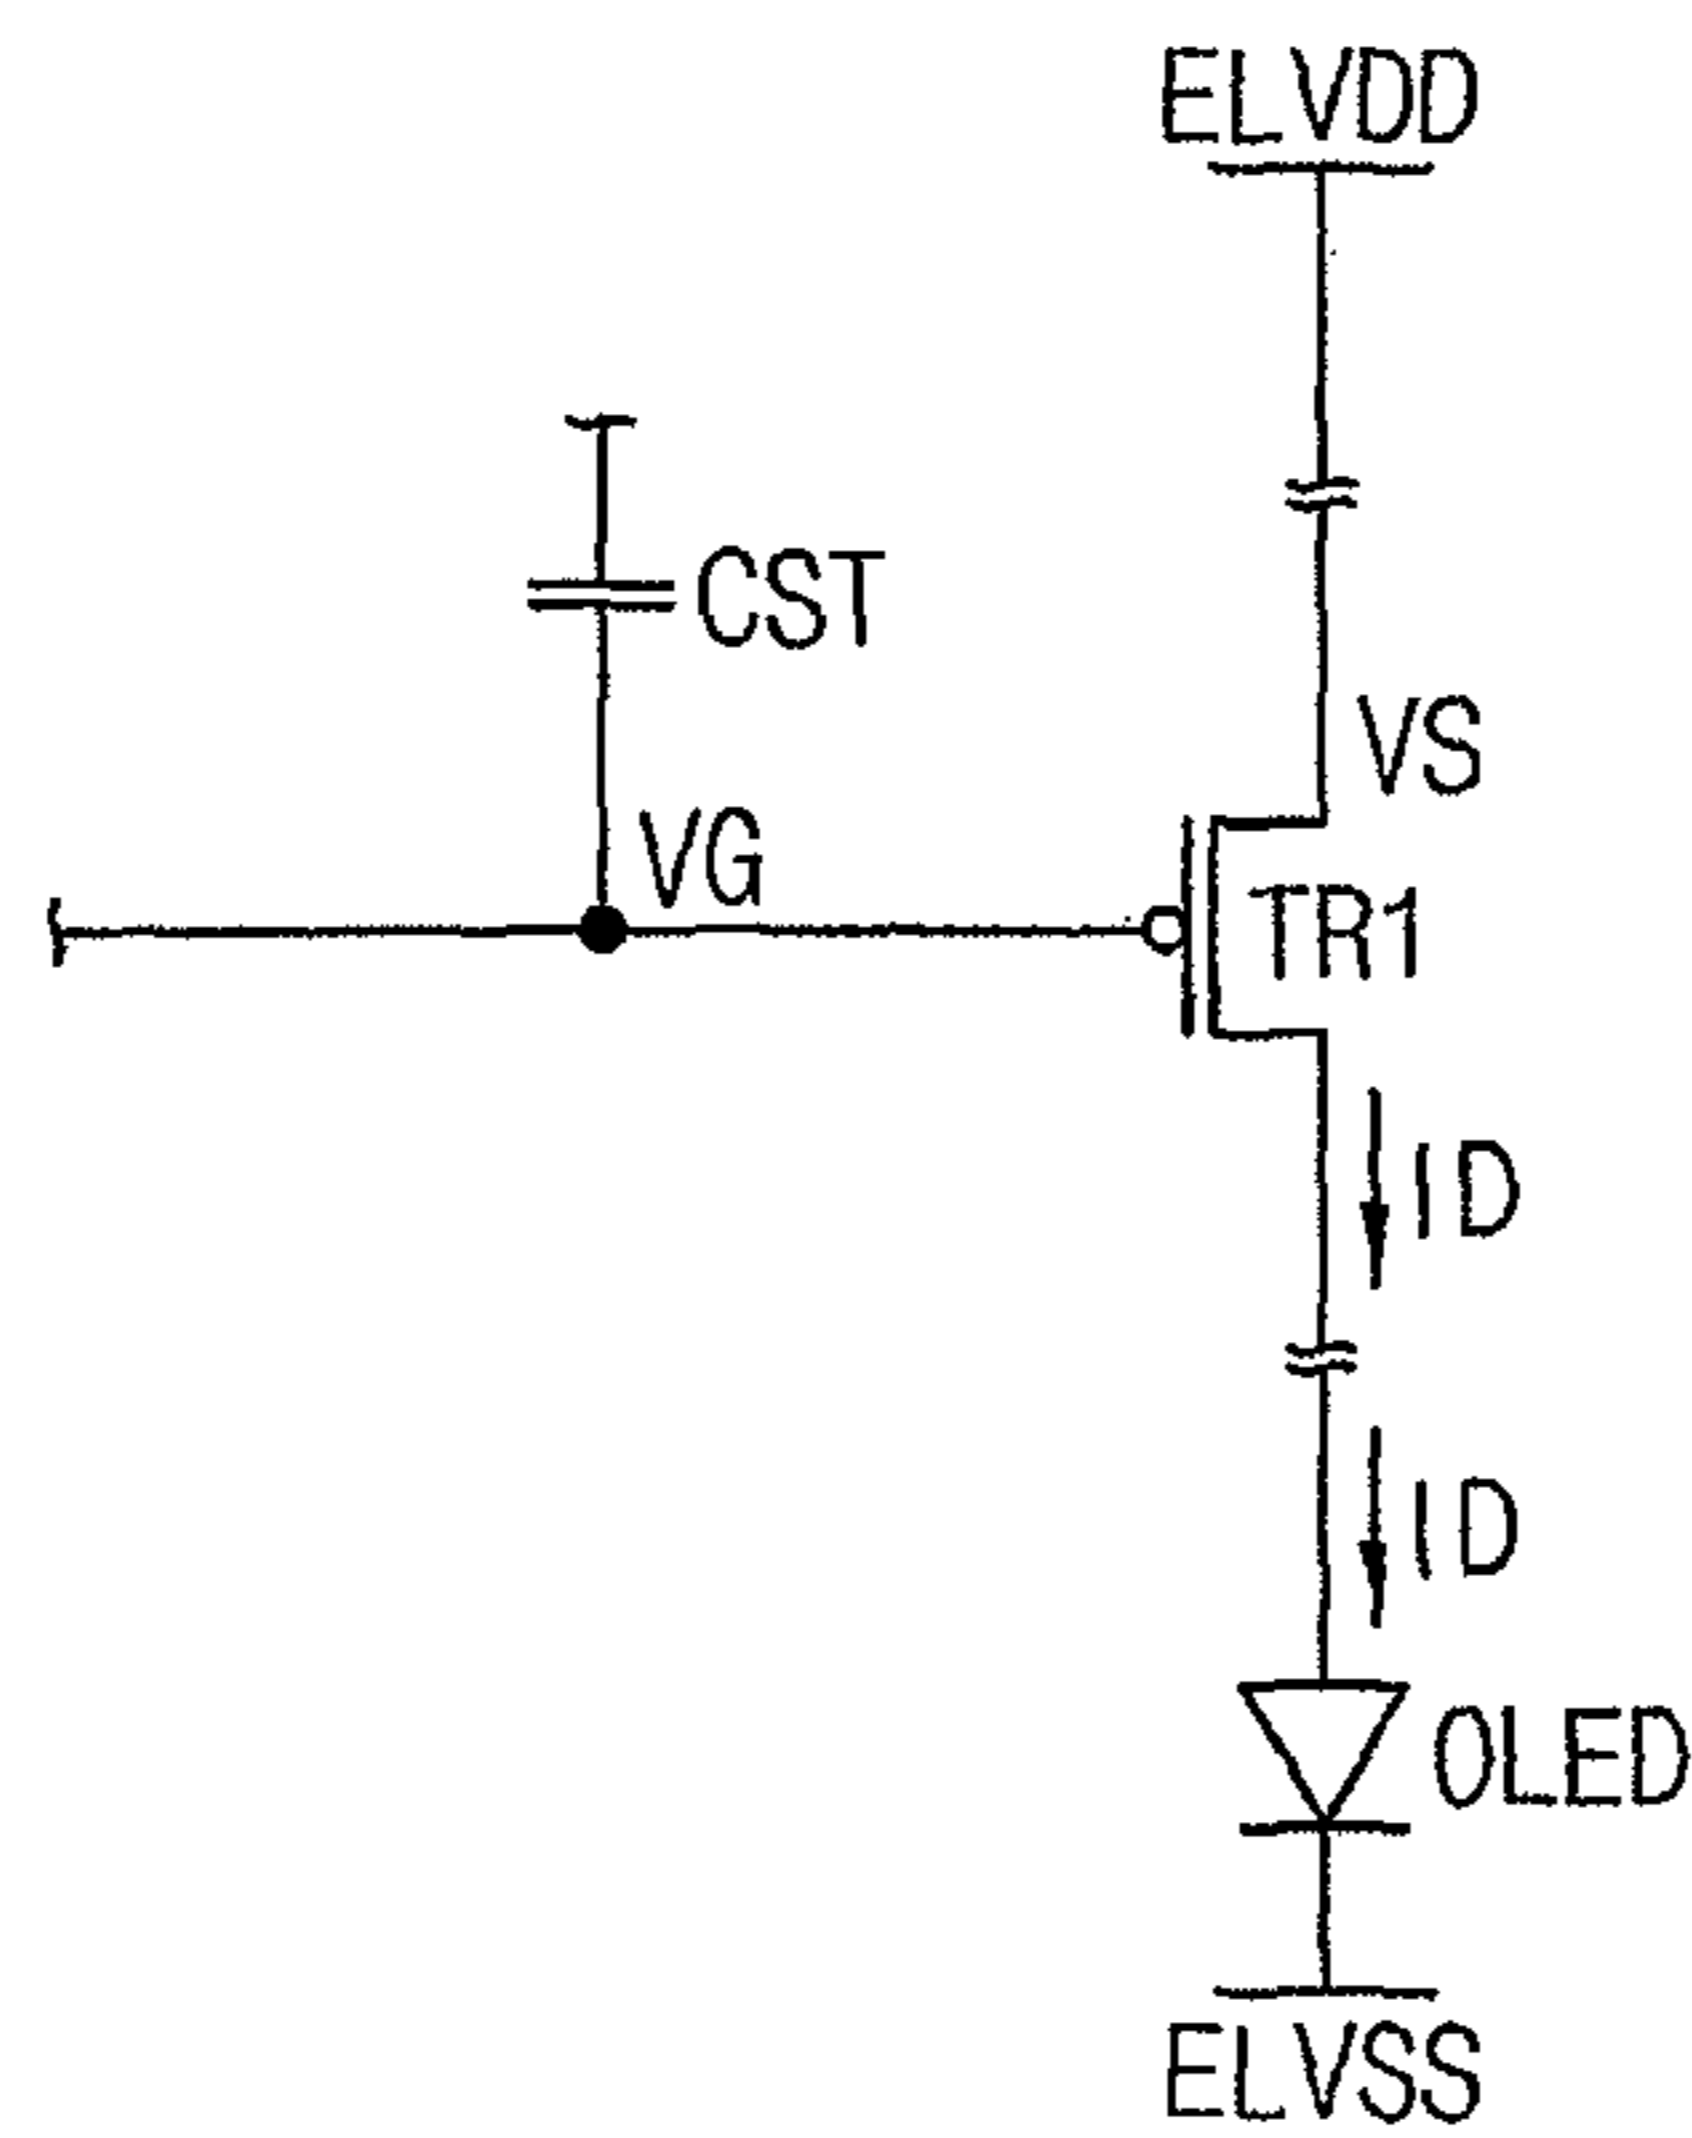 ELVDD
CST
VS
VG
TR1
ID
ID
OLED
ELVSS